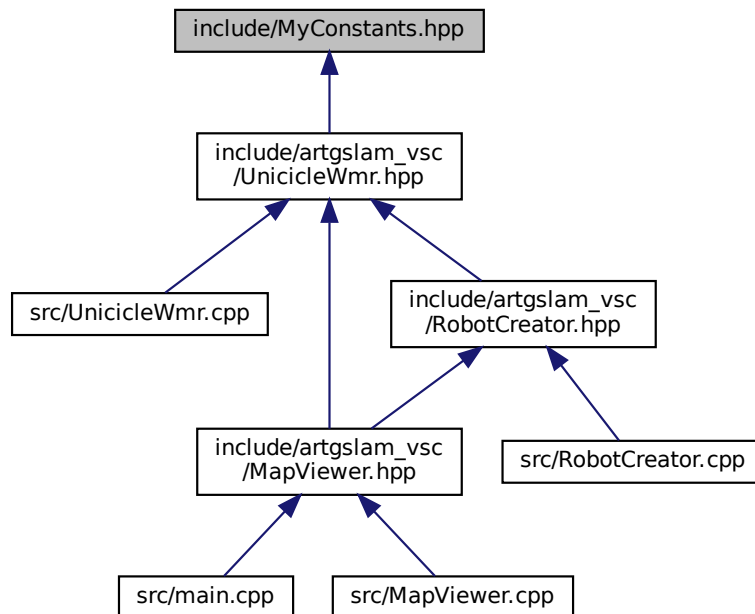 include/MyConstants.hpp
include/artgslam_vsc
/UnicicleWmr.hpp
src/UnicicleWmr.cpp
include/artgslam_vsc
/RobotCreator.hpp
include/artgslam_vsc
/MapViewer.hpp
src/RobotCreator.cpp
src/main.cpp
src/MapViewer.cpp